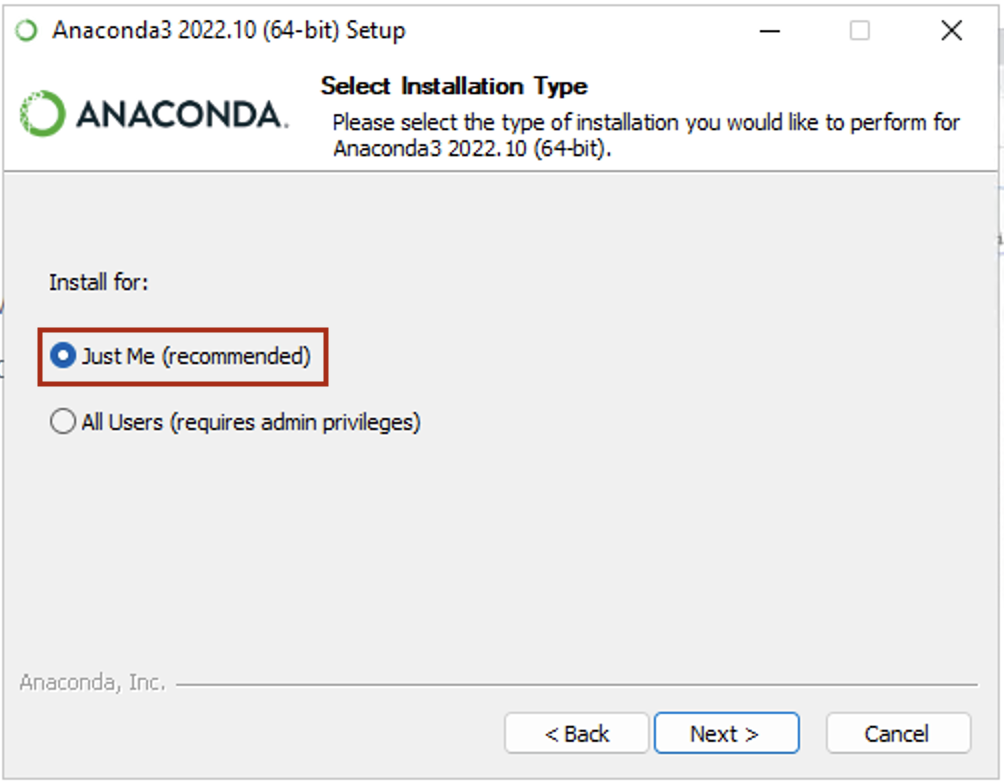 Anaconda3 2022.10 (64-bit) Setup
ANACONDA.
Select Installation Type
Please select the type of installation you would like to perform for
Anaconda3 2022.10 (64-bit).
Install for:
Just Me (recommended)
All Users (requires admin privileges)
Anaconda, Inc.
< Back
Next >
Cancel